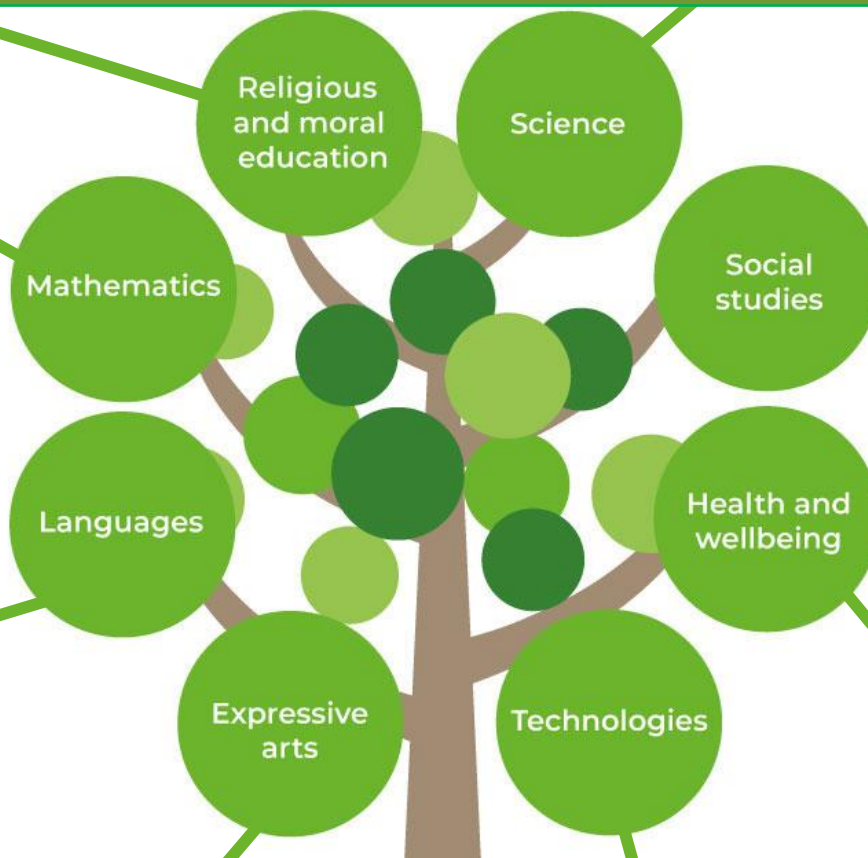 Religious
and moral
education
Science
Mathematics
Social
studies
Languages
Health and
wellbeing
Expressive
arts
Technologies